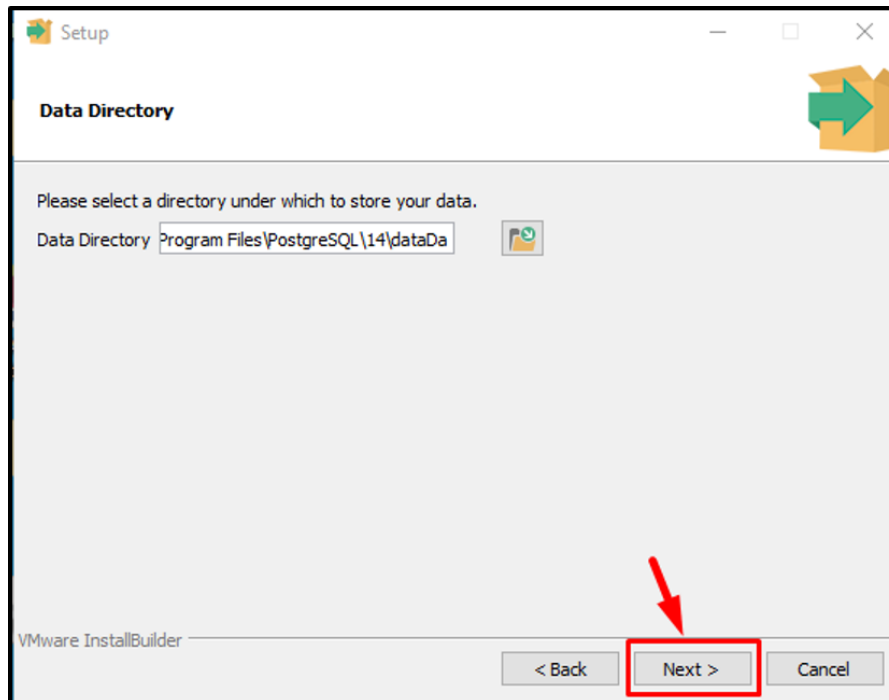 Setup
Data Directory
Please select a directory under which to store your data.
Data Directory Program Files\PostgreSQL\14\dataDa
VMware InstallBuilder
< Back Next > Cancel